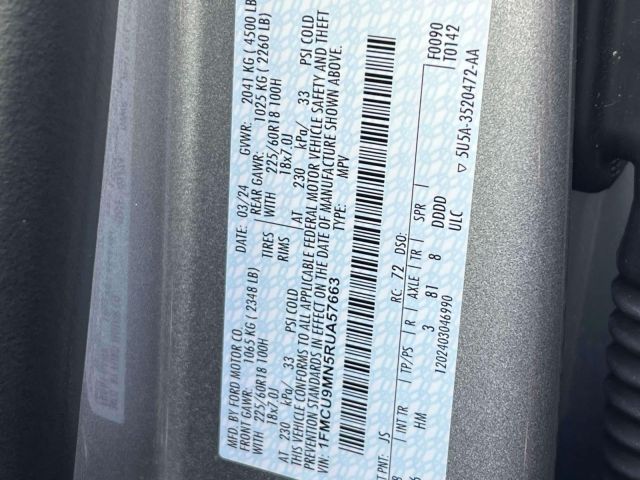 MFD. BY FORD MOTOR CO.
DATE: 03/24 GVWR: 2041 KG ( 4500 LB)
FRONT GAWR: 1065 KG ( 2348 LB) REAR GAWR: 1025 KG ( 2260 LB)
WITH 225/60R18 100H TIRES WITH 225/60R18 100H
18x7.0J RIMS 18x7.0J
AT 230 kPa/ 33 PSI COLD AT 230 kPa/ 33 PSI COLD
THIS VEHICLE CONFORMS TO ALL APPLICABLE FEDERAL MOTOR VEHICLE SAFETY AND THEFT
PREVENTION STANDARDS IN EFFECT ON THE DATE OF MANUFACTURE SHOWN ABOVE.
VIN: 1FMCU9MN5RUA57663 TYPE: MPV
T PNT: JS RC: 72 DSO: F0090
T0142
INT TR TP/PS R AXLE TR SPR
HM 3 81 8 DDDD
1202403046990 ULC
5U5A-3520472-AA